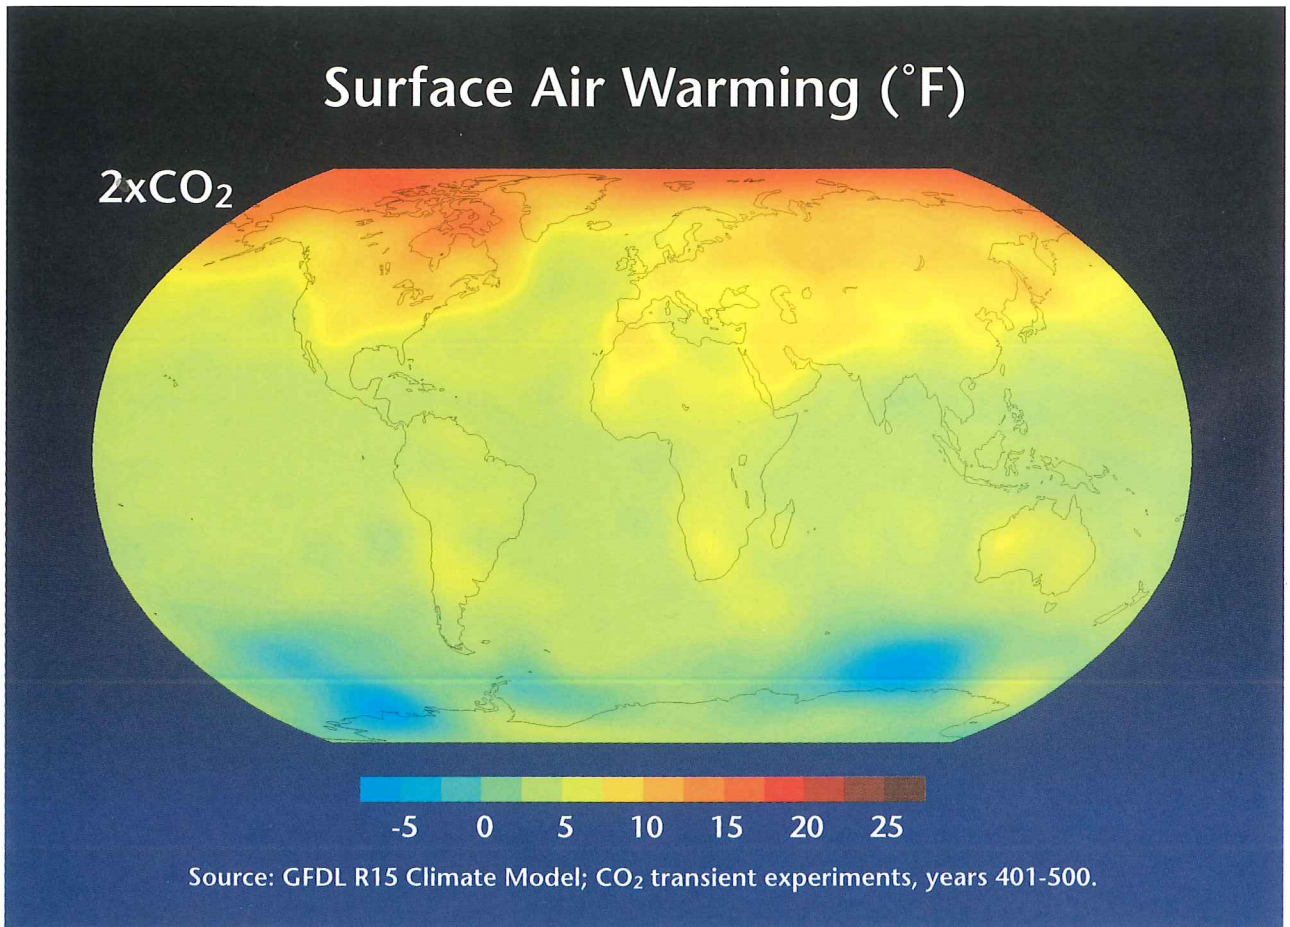 Surface Air Warming (°F)
2xCO₂
-5 0 5 10 15 20 25
Source: GFDL R15 Climate Model; CO₂ transient experiments, years 401-500.